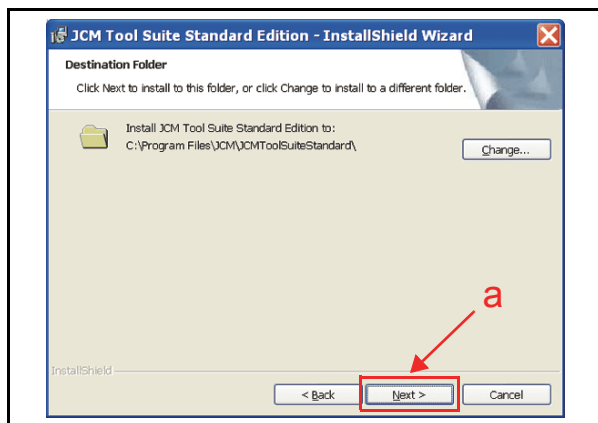 JCM Tool Suite Standard Edition - InstallShield Wizard
Destination Folder
Click Next to install to this folder, or click Change to install to a different folder.
Install JCM Tool Suite Standard Edition to:
C:\Program Files\JCM\JCMToolSuiteStandard\
Change...
a
InstallShield
< Back
Next >
Cancel